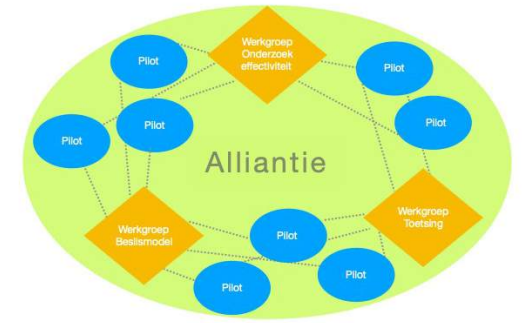 Werkgroep
Onderzoek
effectiviteit
Pilot
Pilot
Pilot
Pilot
Pilot
Alliantie
Werkgroep
Beslismodel
Werkgroep
Toetsing
Pilot
Pilot
Pilot